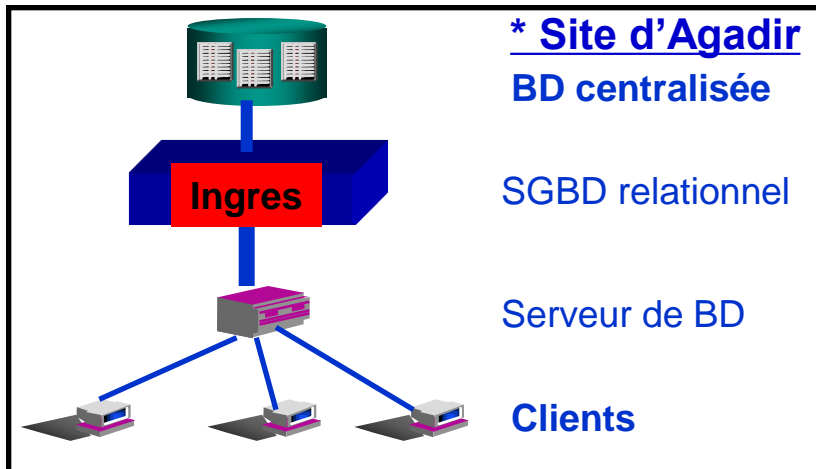 * Site d’Agadir
BD centralisée
Ingres
SGBD relationnel
Serveur de BD
Clients